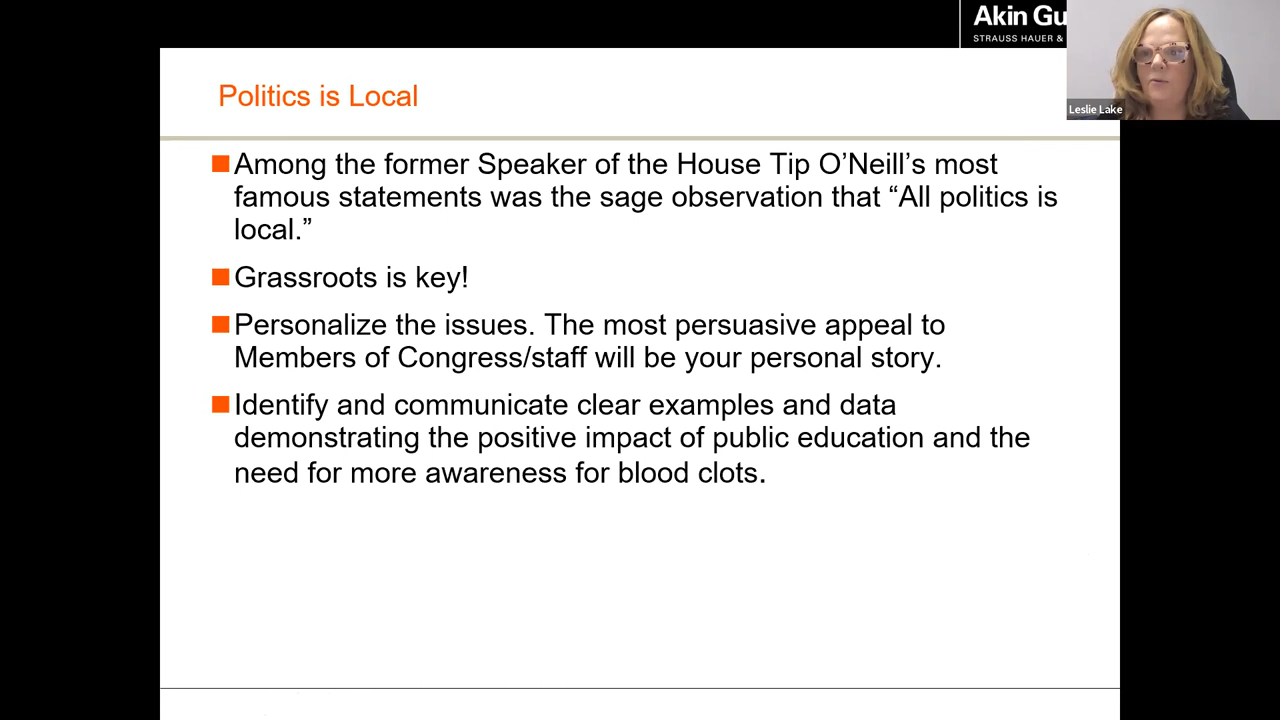 Akin Gu
STRAUSS HAUER &
Leslie Lake
Politics is Local
Among the former Speaker of the House Tip O’Neill’s most
famous statements was the sage observation that “All politics is
local.”
Grassroots is key!
Personalize the issues. The most persuasive appeal to
Members of Congress/staff will be your personal story.
Identify and communicate clear examples and data
demonstrating the positive impact of public education and the
need for more awareness for blood clots.